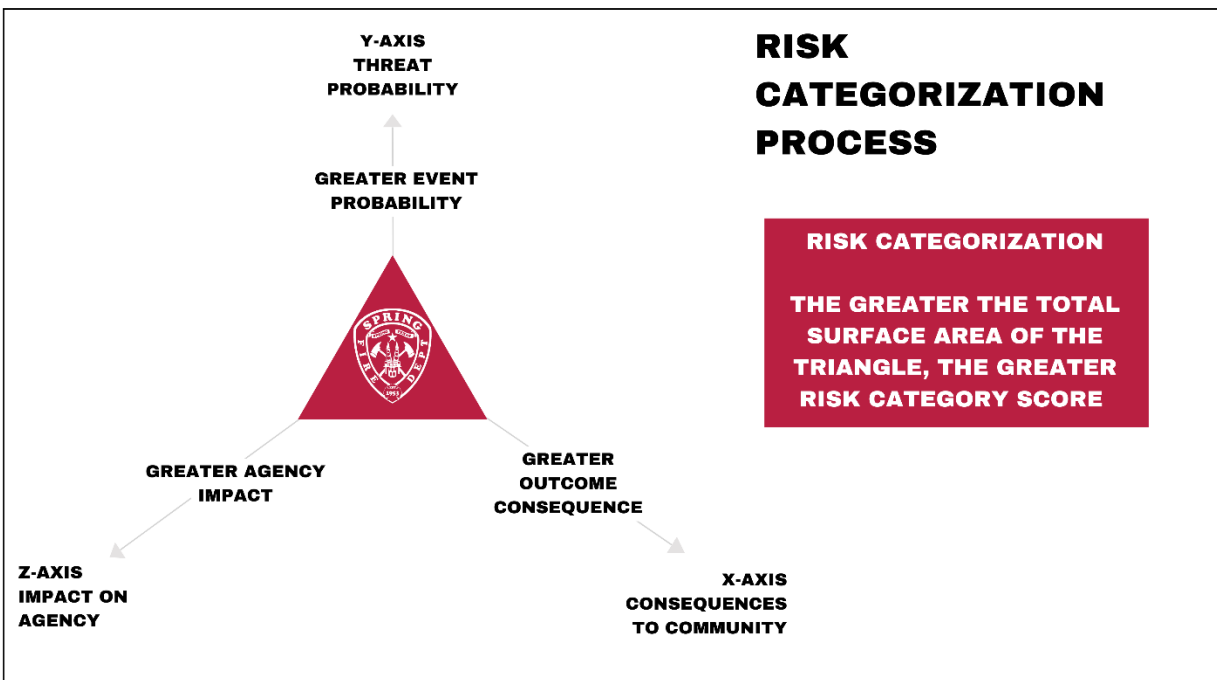 Y-AXIS
THREAT
PROBABILITY
GREATER EVENT
PROBABILITY
RISK
CATEGORIZATION
PROCESS
RISK CATEGORIZATION
THE GREATER THE TOTAL
SURFACE AREA OF THE
TRIANGLE, THE GREATER
RISK CATEGORY SCORE
SPRING
FIRE
DEPT
1953
GREATER AGENCY
IMPACT
GREATER
OUTCOME
CONSEQUENCE
Z-AXIS
IMPACT ON
AGENCY
X-AXIS
CONSEQUENCES
TO COMMUNITY